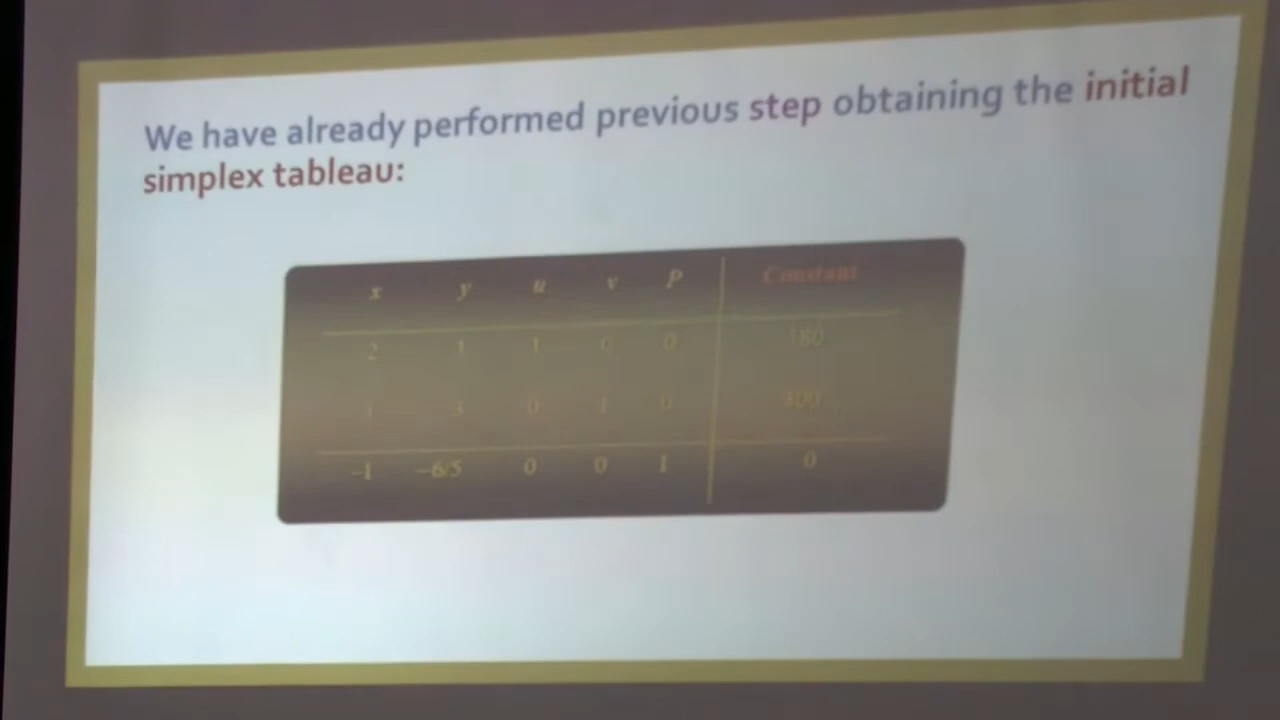 We have already performed previous step obtaining the initial
simplex tableau:
x y u v P Constant
2 1 1 0 0 180
1 3 0 1 0 300
-1 -6/5 0 0 1 0